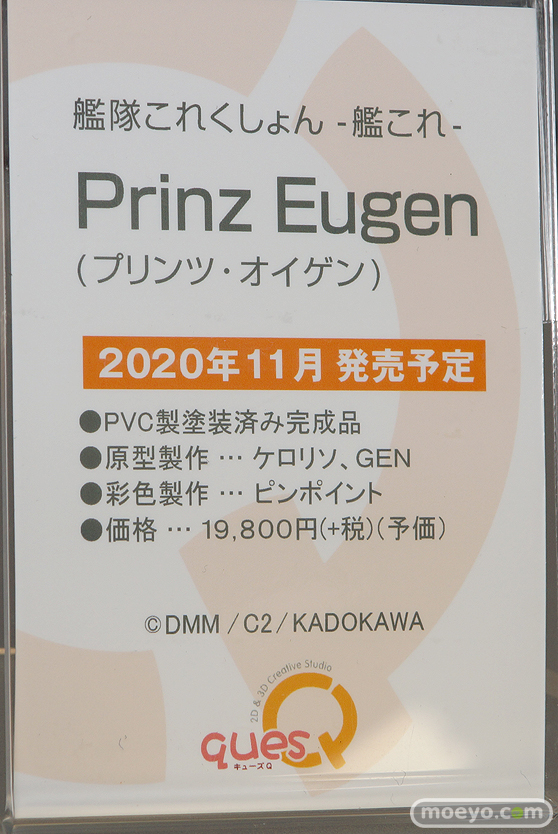 艦隊これくしょん -艦これ-
Prinz Eugen
(プリンツ・オイゲン)
2020年11月 発売予定
●PVC製塗装済み完成品
●原型製作 … ケロリソ、GEN
●彩色製作 … ピンポイント
●価格 … 19,800円(+税)(予価)
©DMM / C2 / KADOKAWA
2D & 3D Creative Studio
quesQ
キューズQ
moeyo.com